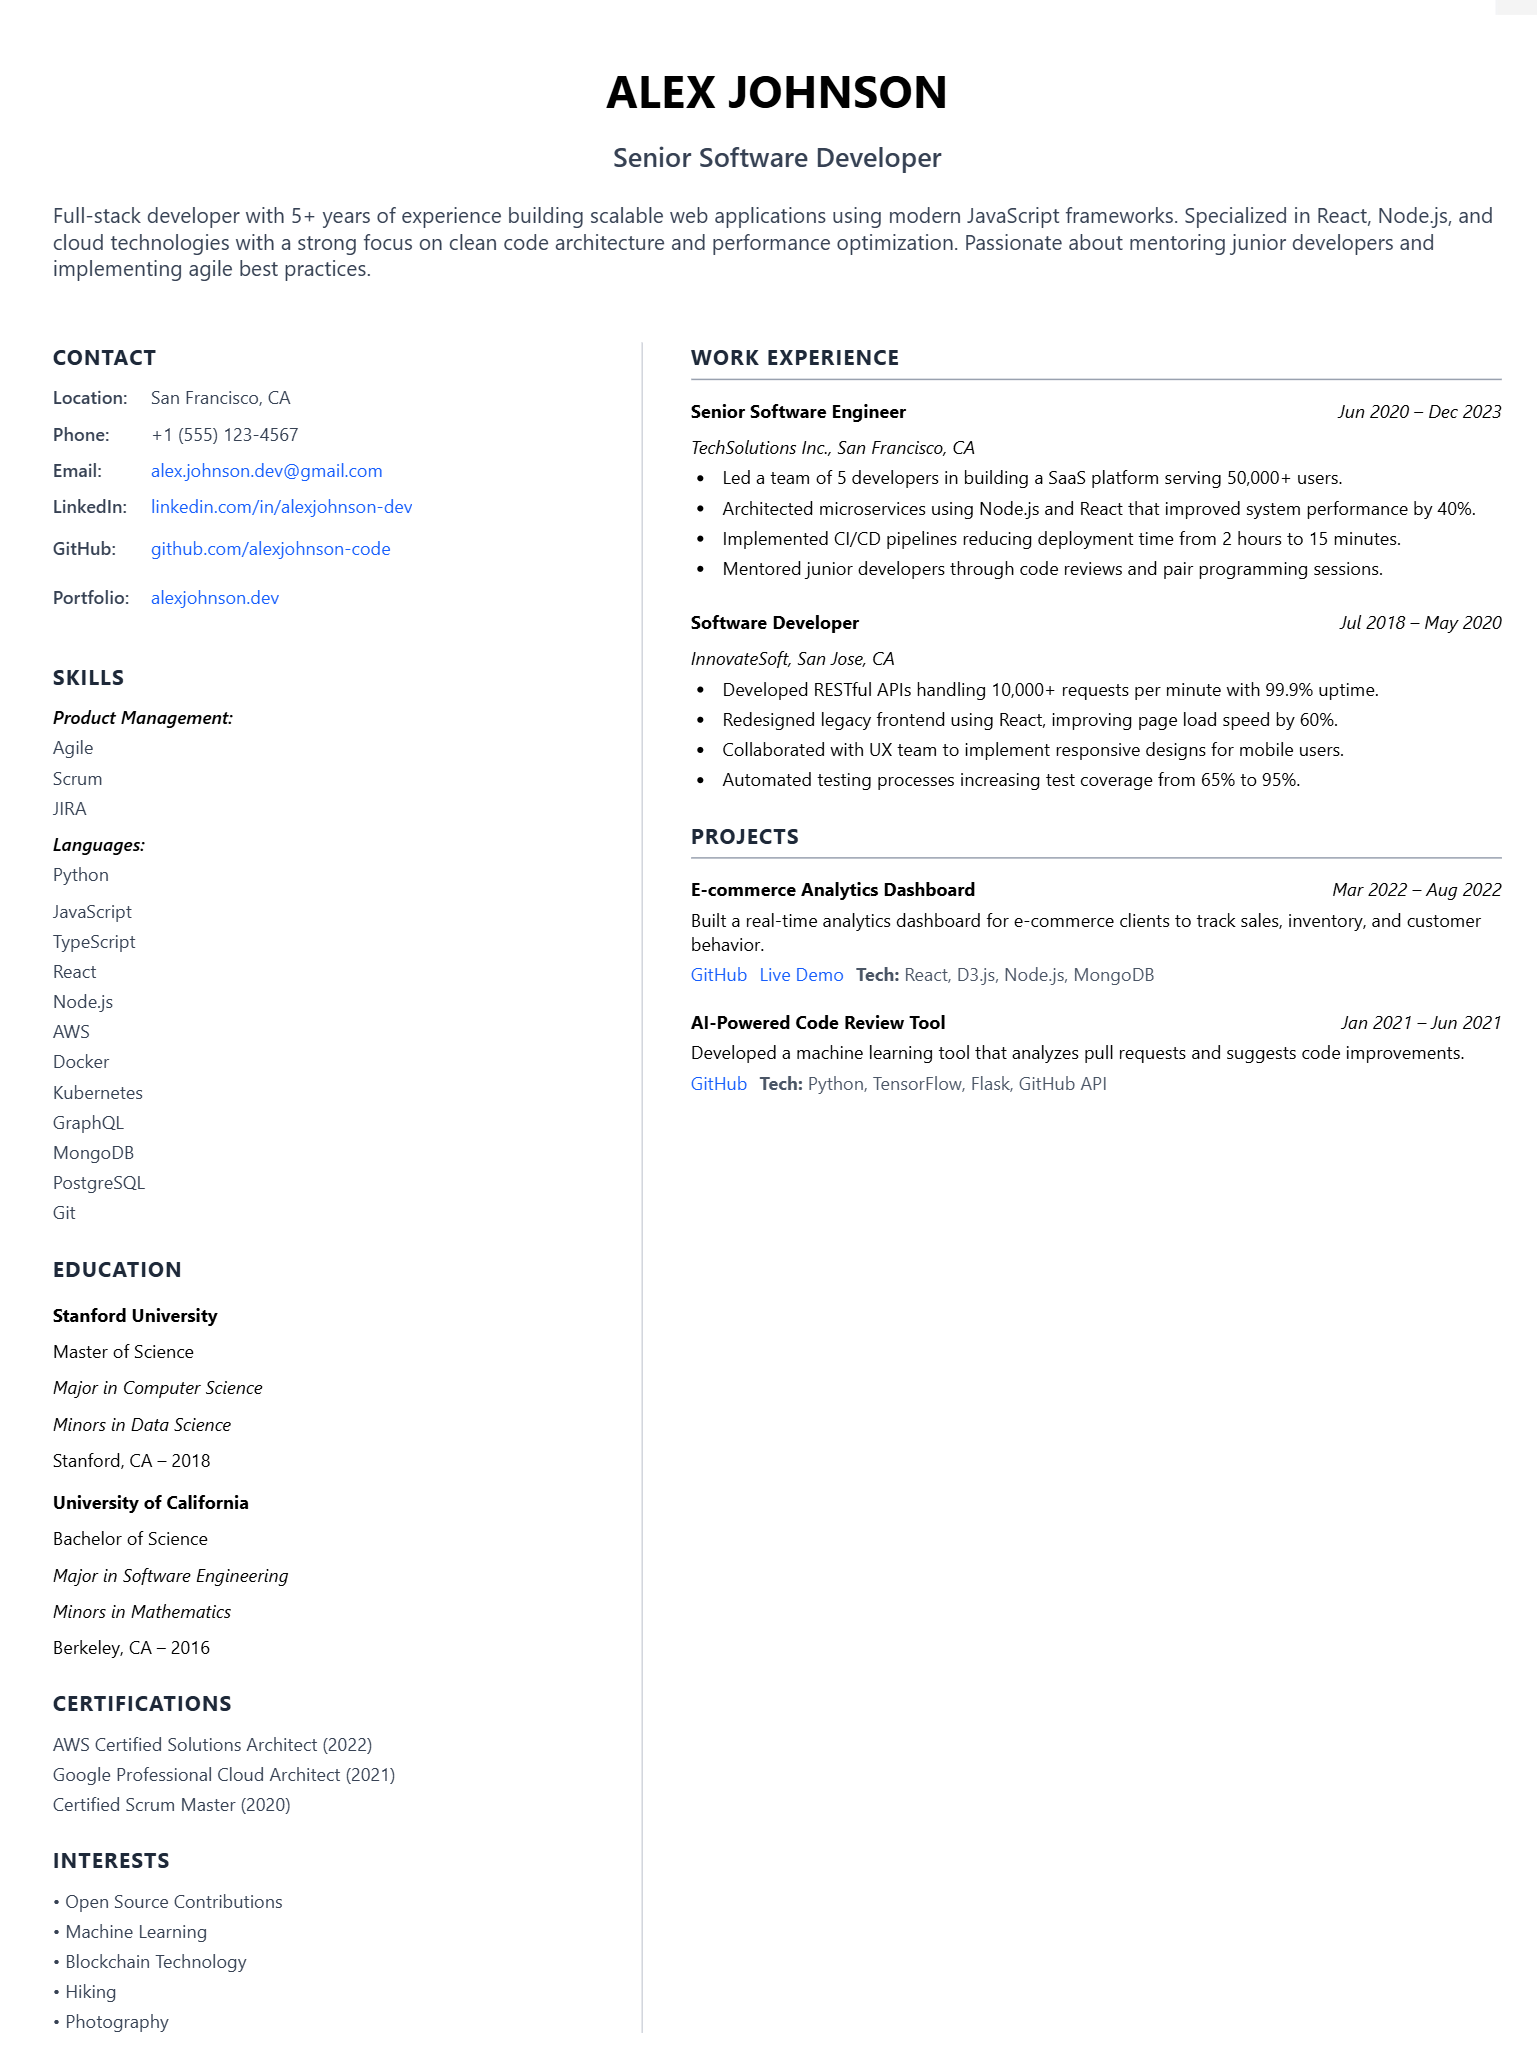 ALEX JOHNSON
Senior Software Developer
Full-stack developer with 5+ years of experience building scalable web applications using modern JavaScript frameworks. Specialized in React, Node.js, and
cloud technologies with a strong focus on clean code architecture and performance optimization. Passionate about mentoring junior developers and
implementing agile best practices.
CONTACT
Location: San Francisco, CA
Phone: +1 (555) 123-4567
Email: alex.johnson.dev@gmail.com
LinkedIn: linkedin.com/in/alexjohnson-dev
GitHub: github.com/alexjohnson-code
Portfolio: alexjohnson.dev
SKILLS
Product Management:
Agile
Scrum
JIRA
Languages:
Python
JavaScript
TypeScript
React
Node.js
AWS
Docker
Kubernetes
GraphQL
MongoDB
PostgreSQL
Git
EDUCATION
Stanford University
Master of Science
Major in Computer Science
Minors in Data Science
Stanford, CA – 2018
University of California
Bachelor of Science
Major in Software Engineering
Minors in Mathematics
Berkeley, CA – 2016
CERTIFICATIONS
AWS Certified Solutions Architect (2022)
Google Professional Cloud Architect (2021)
Certified Scrum Master (2020)
INTERESTS
• Open Source Contributions
• Machine Learning
• Blockchain Technology
• Hiking
• Photography
WORK EXPERIENCE
Senior Software Engineer Jun 2020 – Dec 2023
TechSolutions Inc., San Francisco, CA
• Led a team of 5 developers in building a SaaS platform serving 50,000+ users.
• Architected microservices using Node.js and React that improved system performance by 40%.
• Implemented CI/CD pipelines reducing deployment time from 2 hours to 15 minutes.
• Mentored junior developers through code reviews and pair programming sessions.
Software Developer Jul 2018 – May 2020
InnovateSoft, San Jose, CA
• Developed RESTful APIs handling 10,000+ requests per minute with 99.9% uptime.
• Redesigned legacy frontend using React, improving page load speed by 60%.
• Collaborated with UX team to implement responsive designs for mobile users.
• Automated testing processes increasing test coverage from 65% to 95%.
PROJECTS
E-commerce Analytics Dashboard Mar 2022 – Aug 2022
Built a real-time analytics dashboard for e-commerce clients to track sales, inventory, and customer
behavior.
GitHub Live Demo Tech: React, D3.js, Node.js, MongoDB
AI-Powered Code Review Tool Jan 2021 – Jun 2021
Developed a machine learning tool that analyzes pull requests and suggests code improvements.
GitHub Tech: Python, TensorFlow, Flask, GitHub API